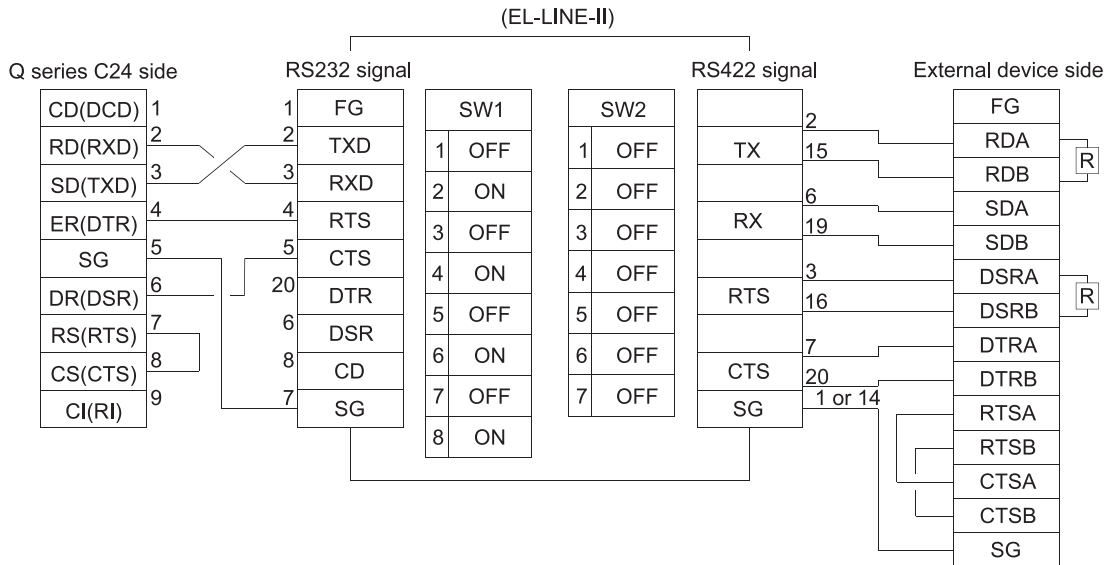 (EL-LINE-II)
Q series C24 side
RS232 signal
RS422 signal
External device side
CD(DCD) 1
RD(RXD) 2
SD(TXD) 3
ER(DTR) 4
SG 5
DR(DSR) 6
RS(RTS) 7
CS(CTS) 8
CI(RI) 9
1 FG
2 TXD
3 RXD
4 RTS
5 CTS
20 DTR
6 DSR
8 CD
7 SG
SW1
1 OFF
2 ON
3 OFF
4 ON
5 OFF
6 ON
7 OFF
8 ON
SW2
1 OFF
2 OFF
3 OFF
4 OFF
5 OFF
6 OFF
7 OFF
2
TX 15
6
RX 19
3
RTS 16
7
CTS 20
SG 1 or 14
FG
RDA
R
RDB
SDA
SDB
DSRA
R
DSRB
DTRA
DTRB
RTSA
RTSB
CTSA
CTSB
SG